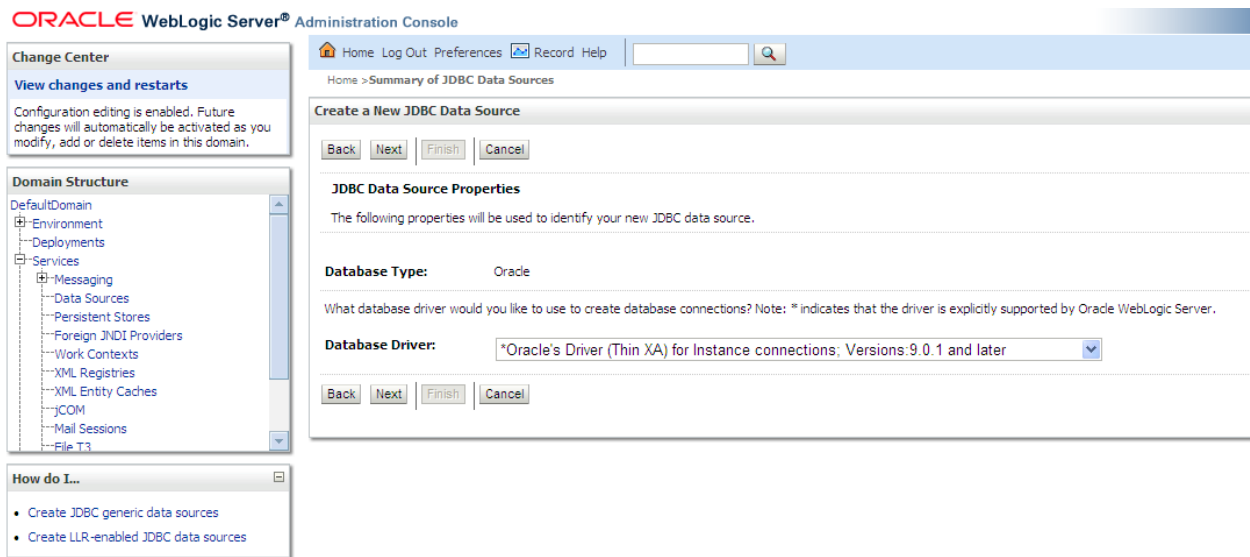 ORACLE WebLogic Server® Administration Console
Change Center
View changes and restarts
Configuration editing is enabled. Future
changes will automatically be activated as you
modify, add or delete items in this domain.
Domain Structure
DefaultDomain
Environment
Deployments
Services
Messaging
Data Sources
Persistent Stores
Foreign JNDI Providers
Work Contexts
XML Registries
XML Entity Caches
jCOM
Mail Sessions
File T3
How do I...
Create JDBC generic data sources
Create LLR-enabled JDBC data sources
Home Log Out Preferences Record Help
Home >Summary of JDBC Data Sources
Create a New JDBC Data Source
Back Next Finish Cancel
JDBC Data Source Properties
The following properties will be used to identify your new JDBC data source.
Database Type: Oracle
What database driver would you like to use to create database connections? Note: * indicates that the driver is explicitly supported by Oracle WebLogic Server.
Database Driver: *Oracle's Driver (Thin XA) for Instance connections; Versions:9.0.1 and later
Back Next Finish Cancel